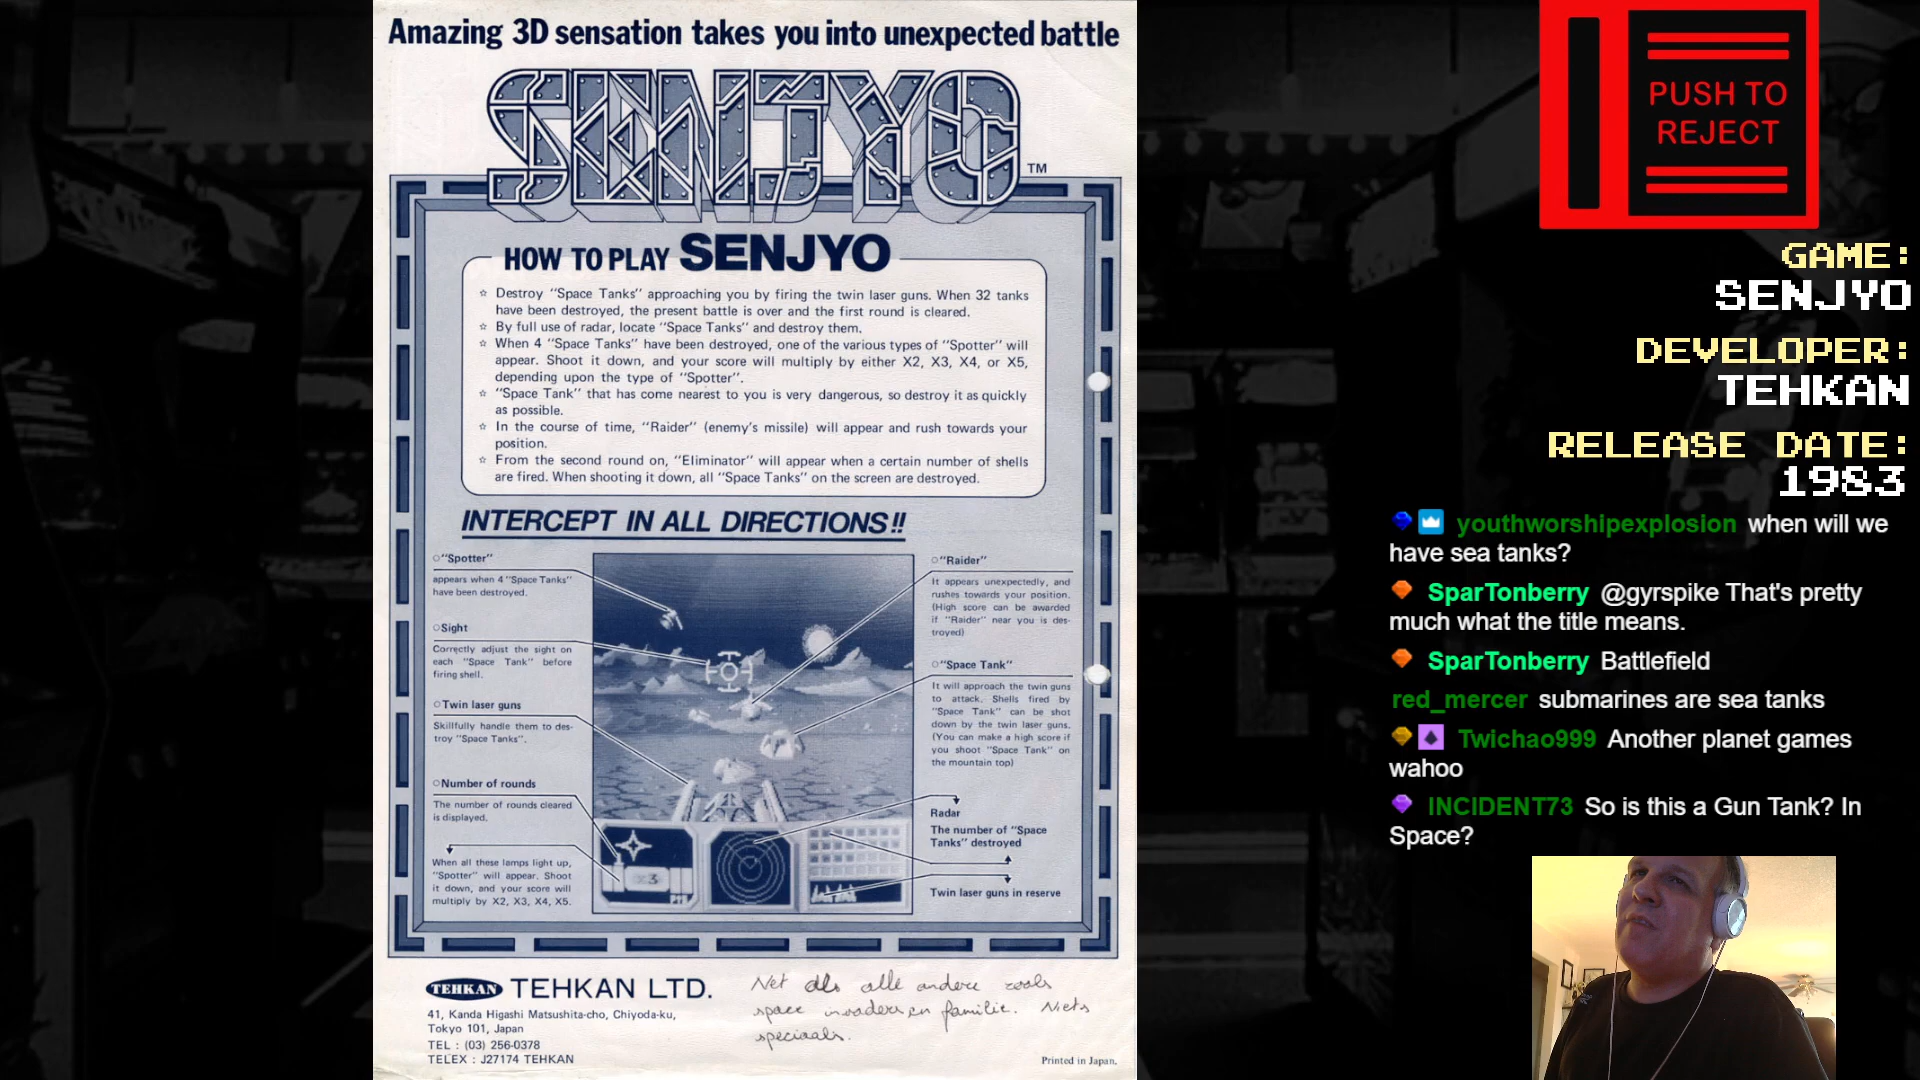 Amazing 3D sensation takes you into unexpected battle
SENJYO
TM
HOW TO PLAY SENJYO
☆ Destroy "Space Tanks" approaching you by firing the twin laser guns. When 32 tanks
have been destroyed, the present battle is over and the first round is cleared.
☆ By full use of radar, locate "Space Tanks" and destroy them.
☆ When 4 "Space Tanks" have been destroyed, one of the various types of "Spotter" will
appear. Shoot it down, and your score will multiply by either X2, X3, X4, or X5,
depending upon the type of "Spotter".
☆ "Space Tank" that has come nearest to you is very dangerous, so destroy it as quickly
as possible.
☆ In the course of time, "Raider" (enemy's missile) will appear and rush towards your
position.
☆ From the second round on, "Eliminator" will appear when a certain number of shells
are fired. When shooting it down, all "Space Tanks" on the screen are destroyed.
INTERCEPT IN ALL DIRECTIONS!!
○"Spotter"
appears when 4 "Space Tanks"
have been destroyed.
○Sight
Correctly adjust the sight on
each "Space Tank" before
firing shell.
○Twin laser guns
Skillfully handle them to des-
troy "Space Tanks".
○Number of rounds
The number of rounds cleared
is displayed.
When all these lamps light up,
"Spotter" will appear. Shoot
it down, and your score will
multiply by X2, X3, X4, X5.
x3
○"Raider"
It appears unexpectedly, and
rushes towards your position.
(High score can be awarded
if "Raider" near you is des-
troyed)
○"Space Tank"
It will approach the twin guns
to attack. Shells fired by
"Space Tank" can be shot
down by the twin laser guns.
(You can make a high score if
you shoot "Space Tank" on
the mountain top)
Radar
The number of "Space
Tanks" destroyed
Twin laser guns in reserve
TEHKAN TEHKAN LTD.
41, Kanda Higashi Matsushita-cho, Chiyoda-ku,
Tokyo 101, Japan
TEL : (03) 256-0378
TELEX : J27174 TEHKAN
Net als alle andere zoals
space invaders en familie. Niets
speciaals.
Printed in Japan.
PUSH TO
REJECT
GAME:
SENJYO
DEVELOPER:
TEHKAN
RELEASE DATE:
1983
youthworshipexplosion when will we
have sea tanks?
SparTonberry @gyrspike That's pretty
much what the title means.
SparTonberry Battlefield
red_mercer submarines are sea tanks
Twichao999 Another planet games
wahoo
INCIDENT73 So is this a Gun Tank? In
Space?